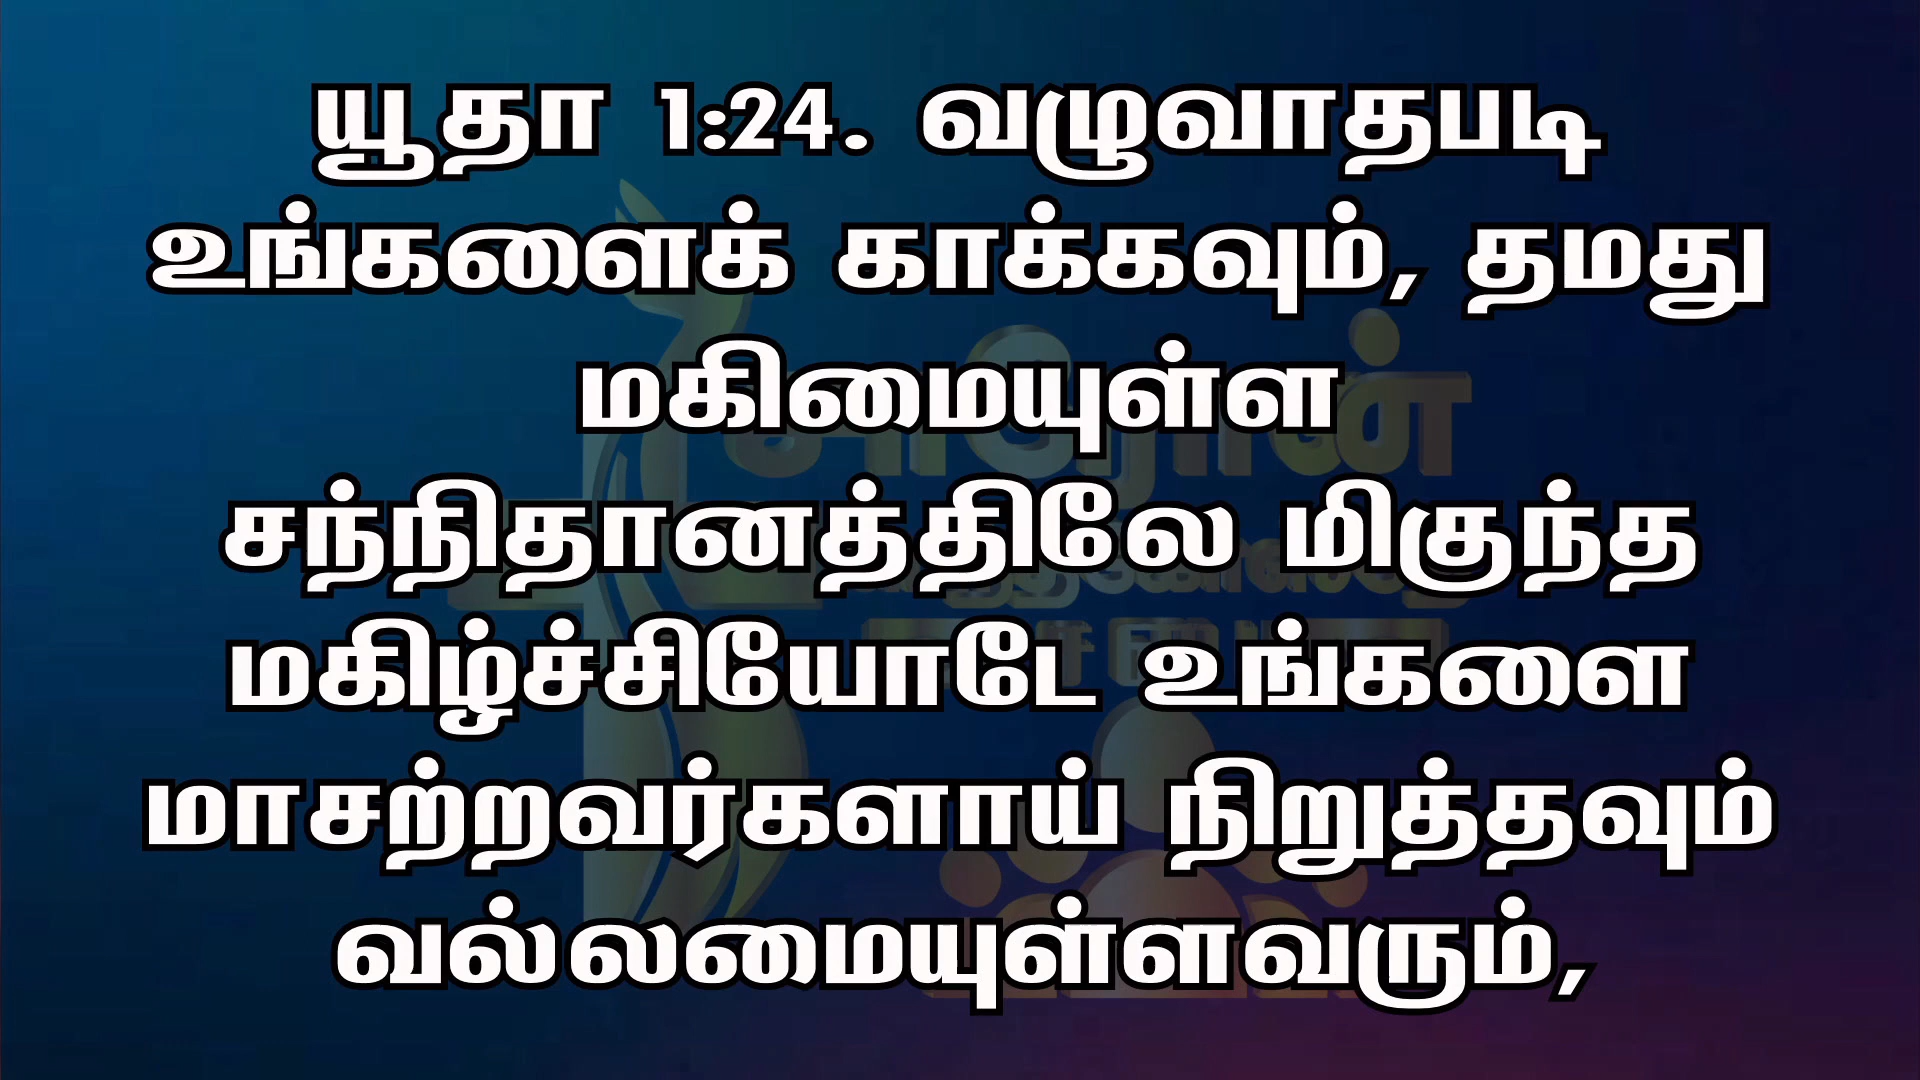 யூதா 1:24. வழுவாதபடி
உங்களைக் காக்கவும், தமது
மகிமையுள்ள
சந்நிதானத்திலே மிகுந்த
மகிழ்ச்சியோடே உங்களை
மாசற்றவர்களாய் நிறுத்தவும்
வல்லமையுள்ளவரும்,